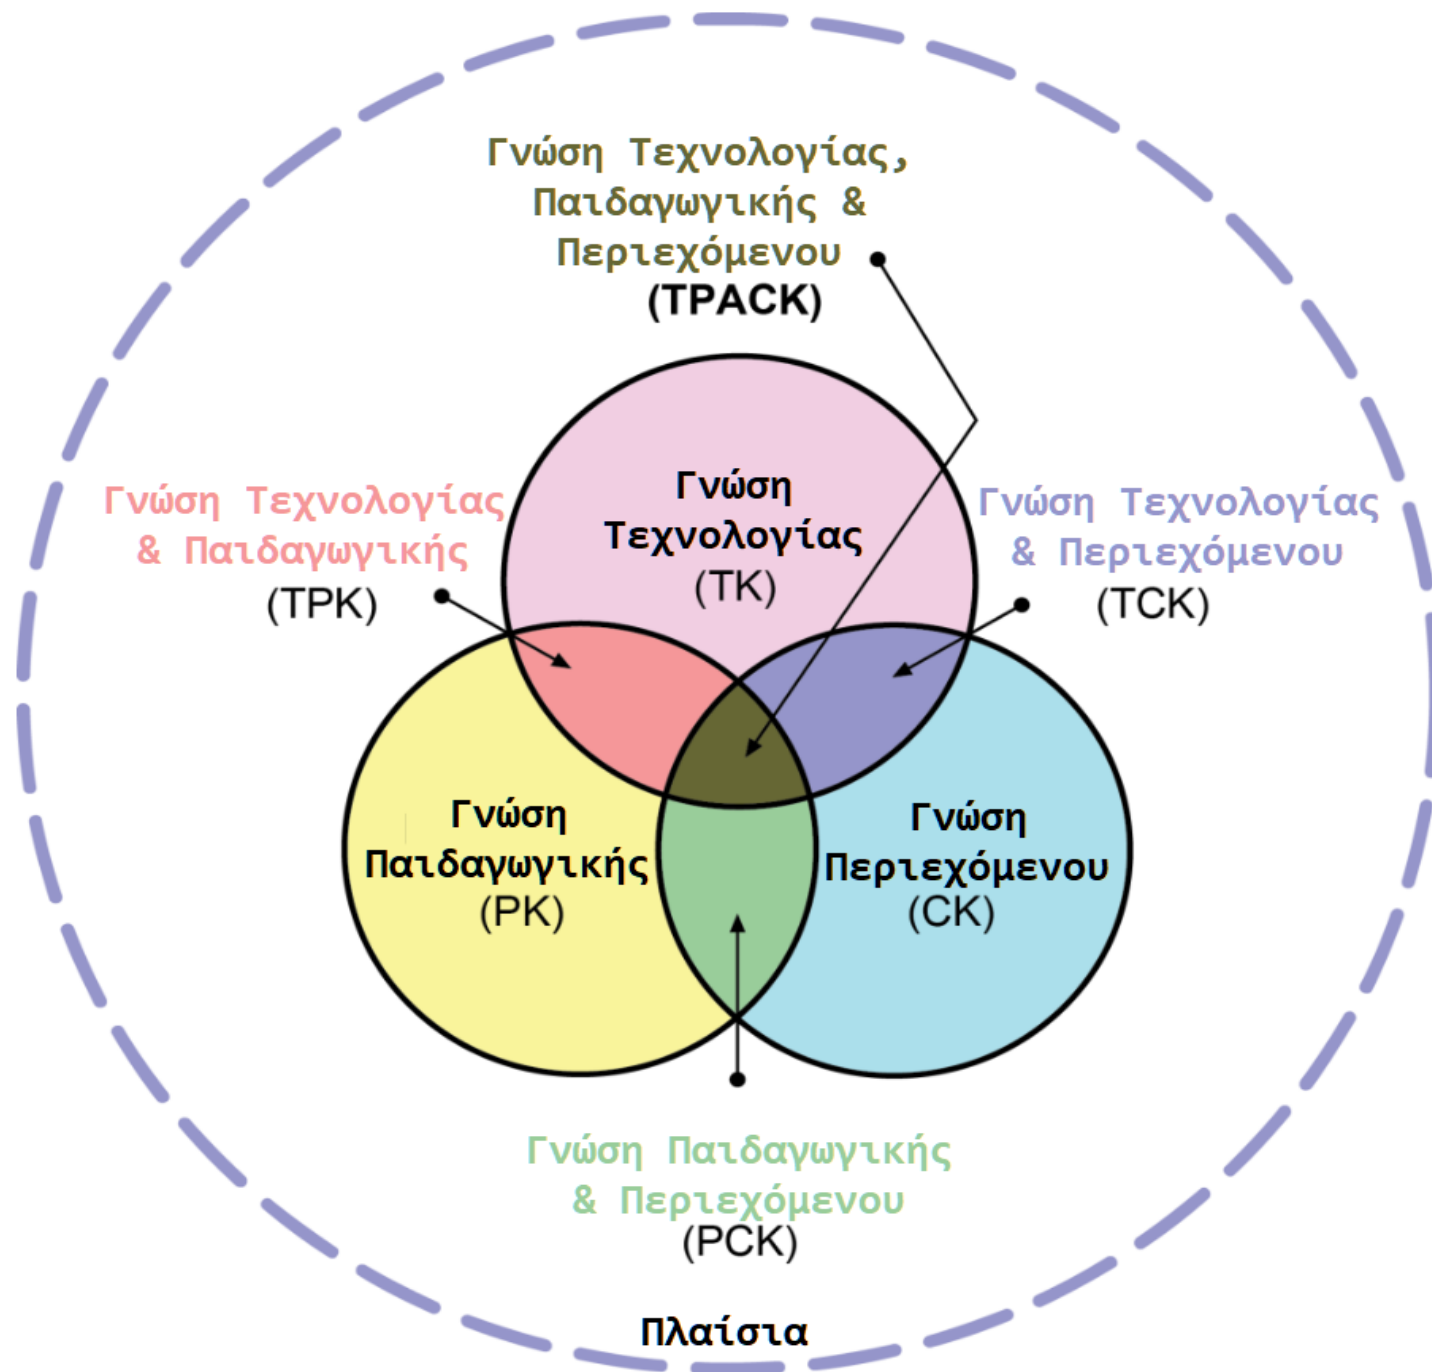 Γνώση Τεχνολογίας,
Παιδαγωγικής &
Περιεχόμενου
(TPACK)
Γνώση Τεχνολογίας
& Παιδαγωγικής
(TPK)
Γνώση
Τεχνολογίας
(TK)
Γνώση Τεχνολογίας
& Περιεχόμενου
(TCK)
Γνώση
Παιδαγωγικής
(PK)
Γνώση
Περιεχόμενου
(CK)
Γνώση Παιδαγωγικής
& Περιεχόμενου
(PCK)
Πλαίσια